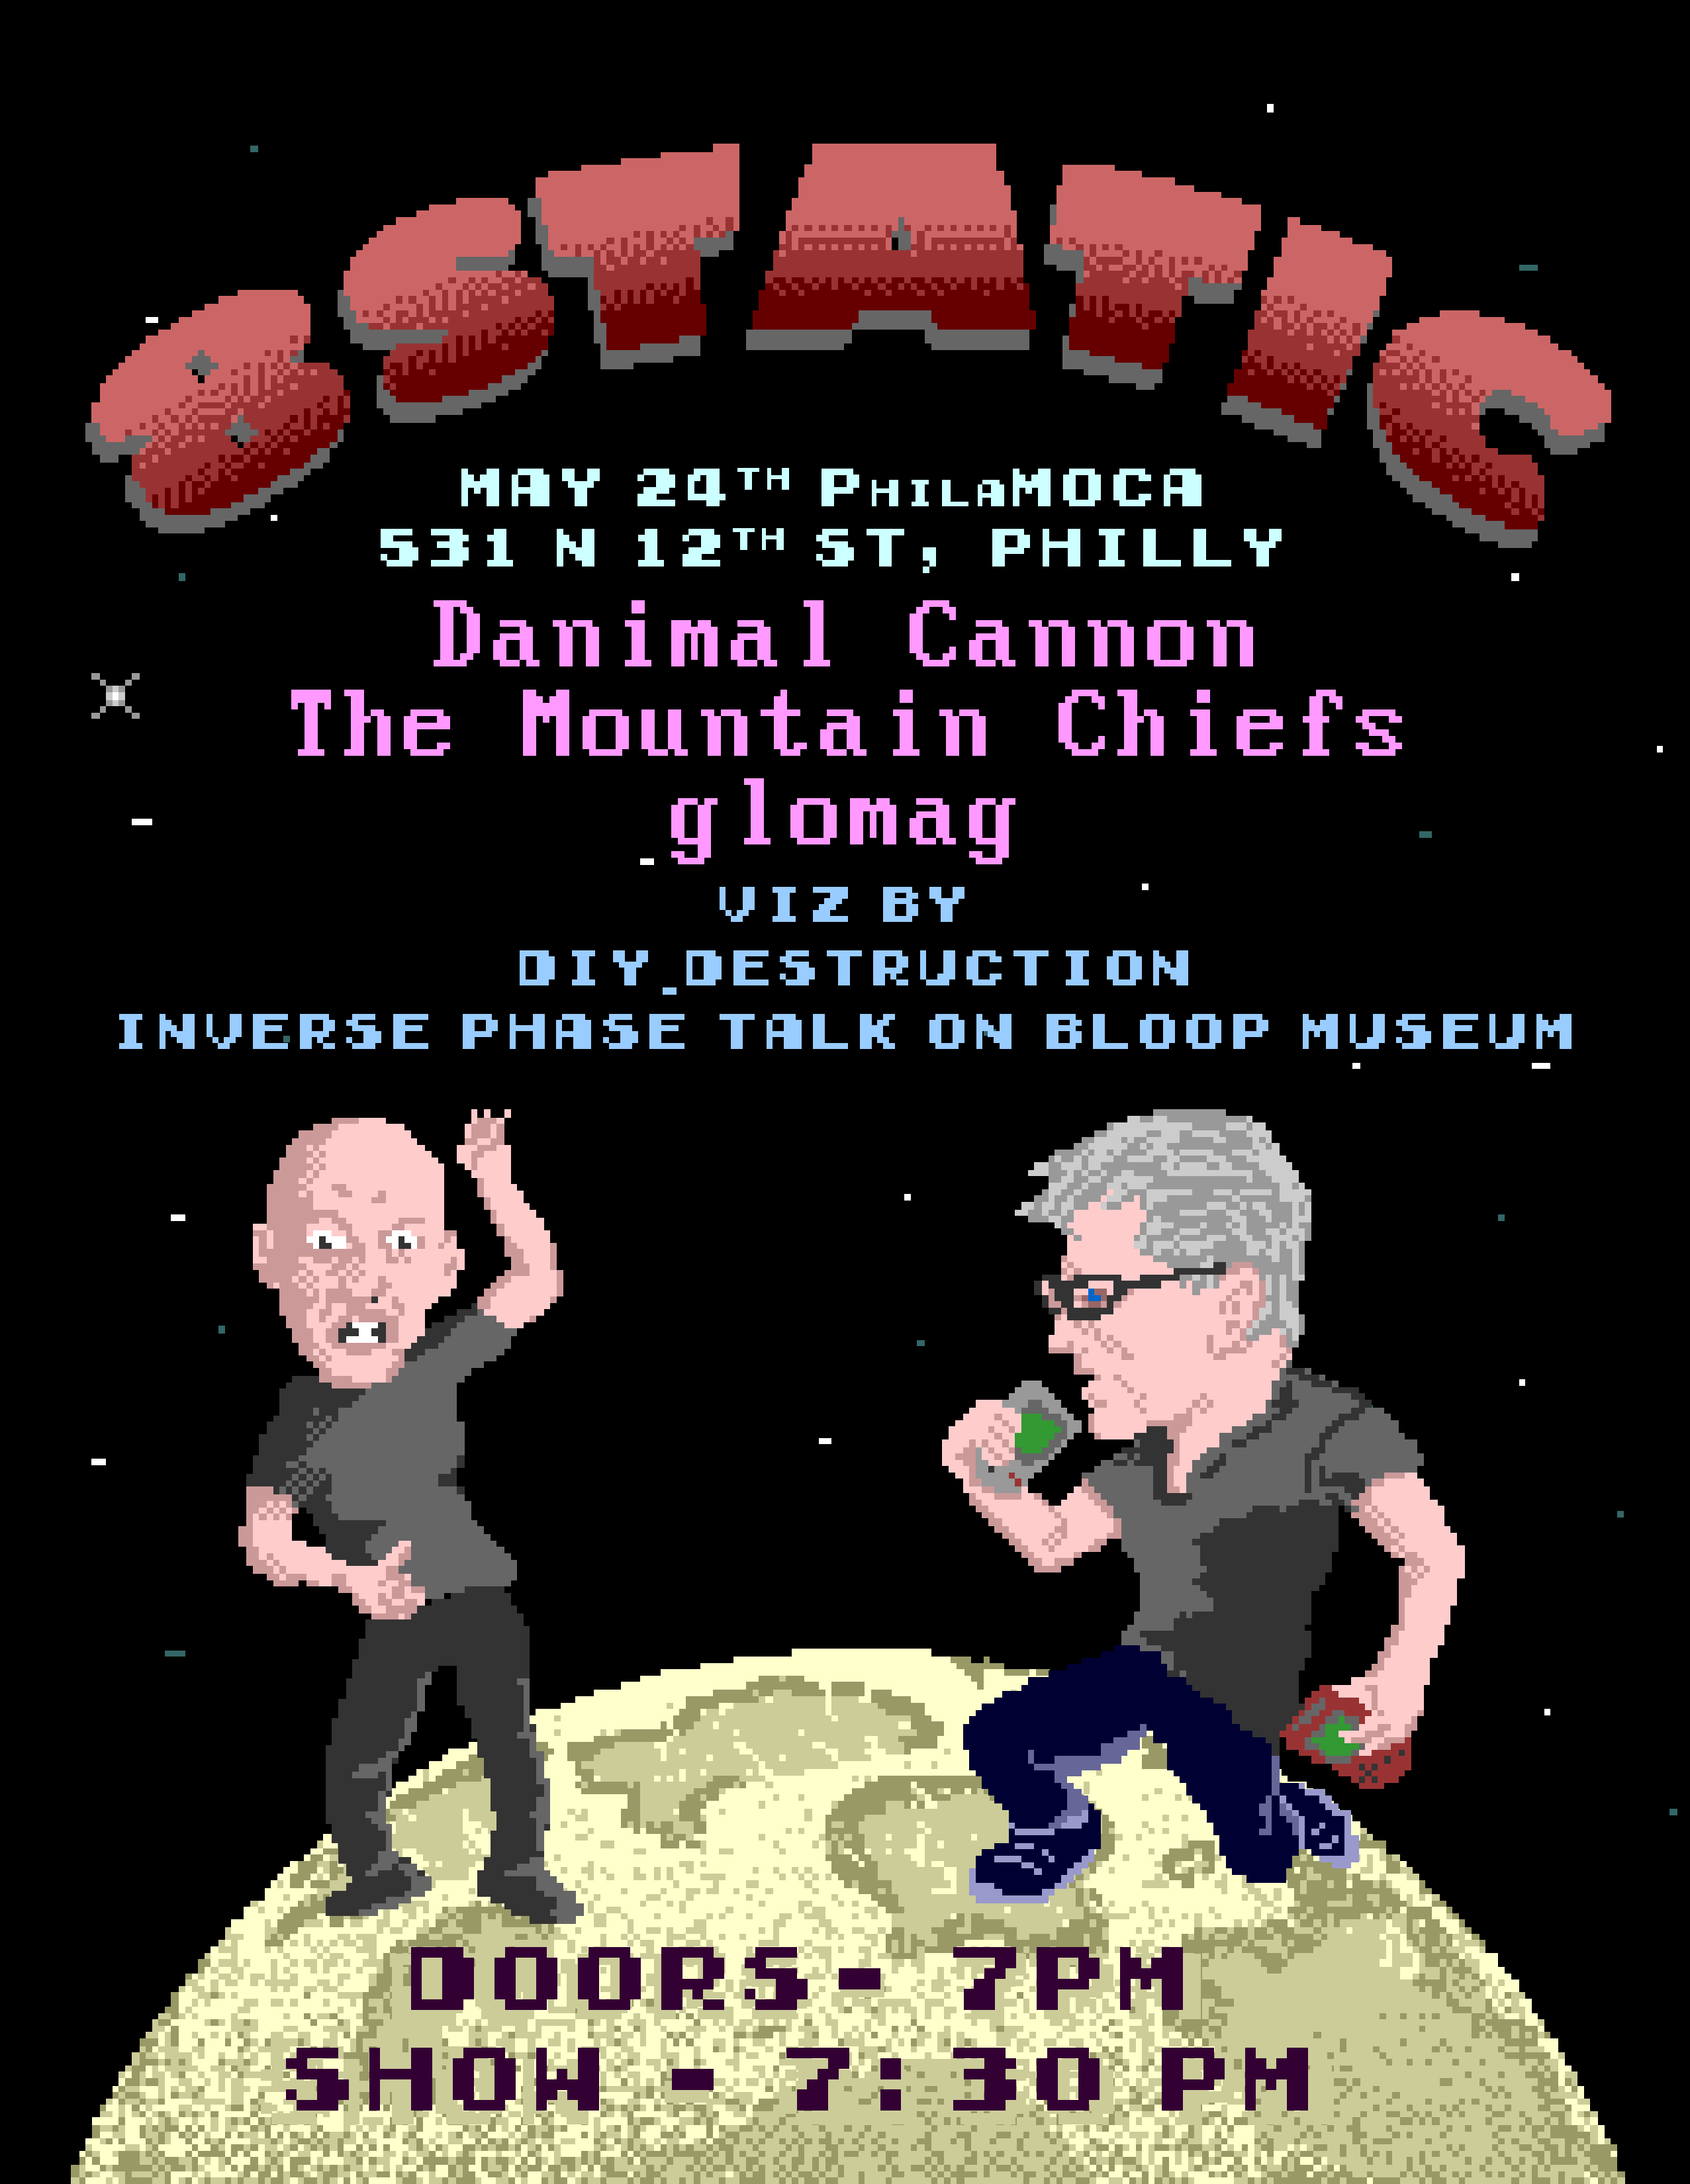 8STATIC
MAY 24TH PHILAMOCA
531 N 12TH ST, PHILLY
Danimal Cannon
The Mountain Chiefs
glomag
VIZ BY
DIY_DESTRUCTION
INVERSE PHASE TALK ON BLOOP MUSEUM
DOORS- 7PM
SHOW - 7:30 PM